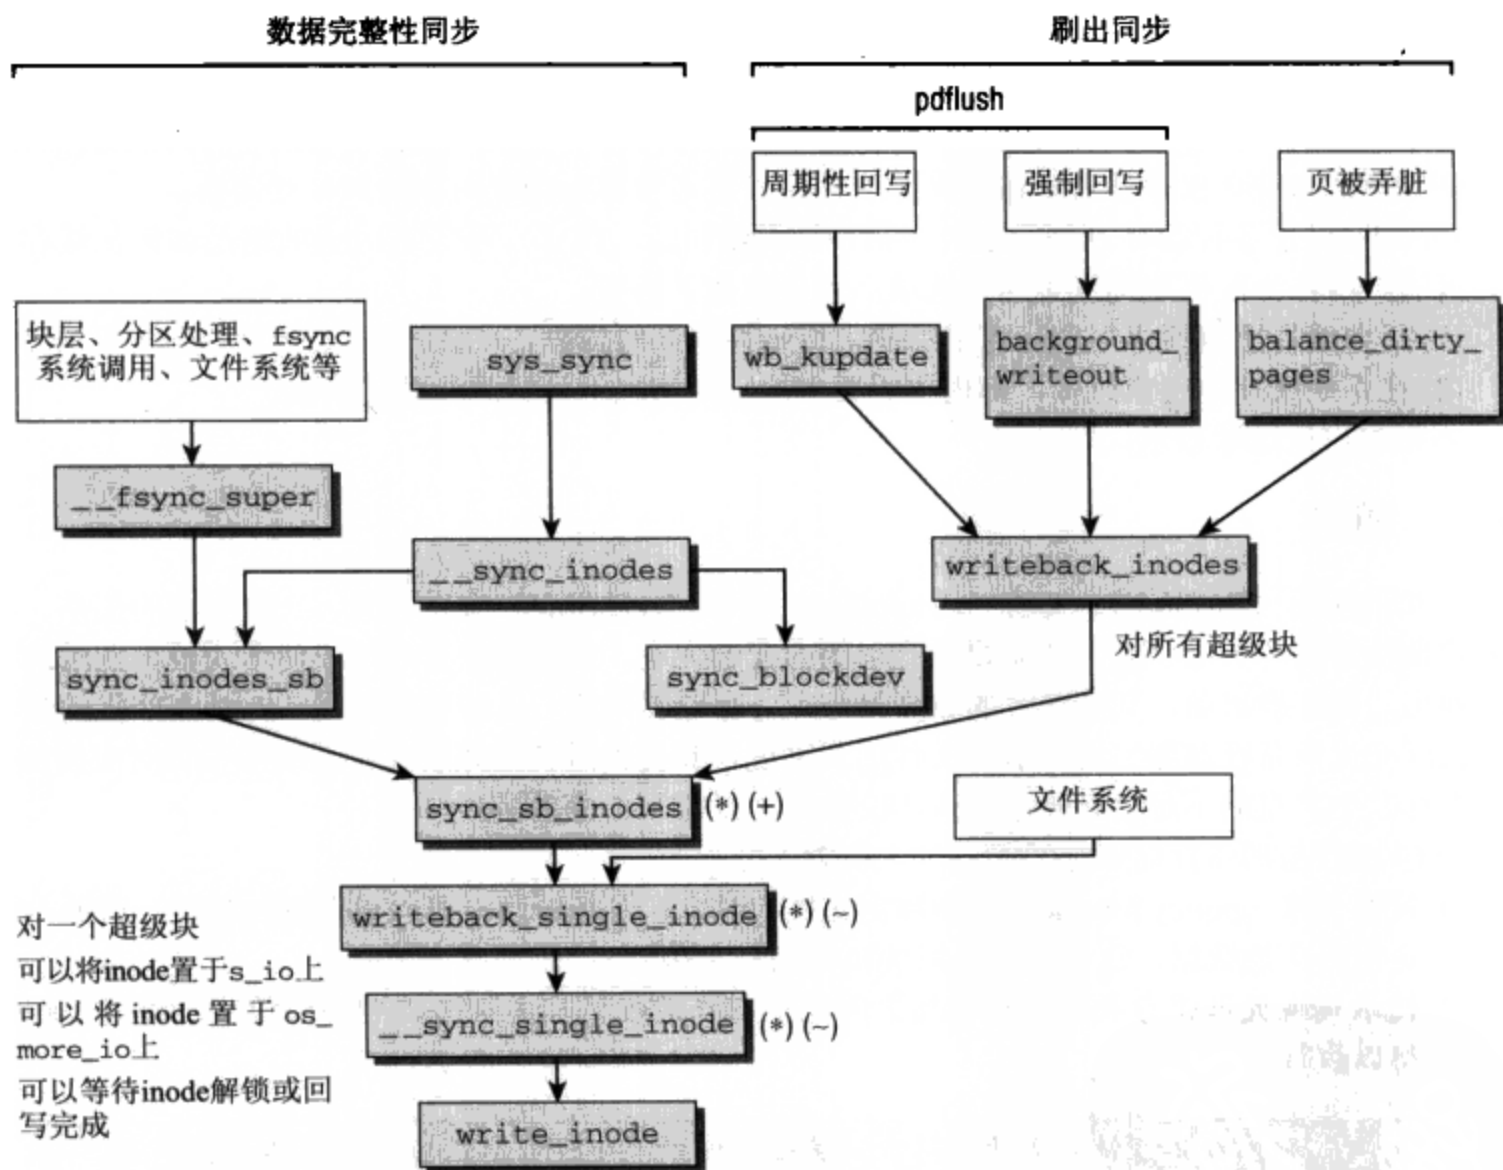 数据完整性同步
刷出同步
pdflush
周期性回写
强制回写
页被弄脏
块层、分区处理、fsync
系统调用、文件系统等
sys_sync
wb_kupdate
background_
writeout
balance_dirty_
pages
__fsync_super
__sync_inodes
writeback_inodes
对所有超级块
sync_inodes_sb
sync_blockdev
sync_sb_inodes (*) (+)
文件系统
writeback_single_inode (*) (~)
对一个超级块
可以将inode置于s_io上
可以将inode置于os_
more_io上
可以等待inode解锁或回
写完成
__sync_single_inode (*) (~)
write_inode